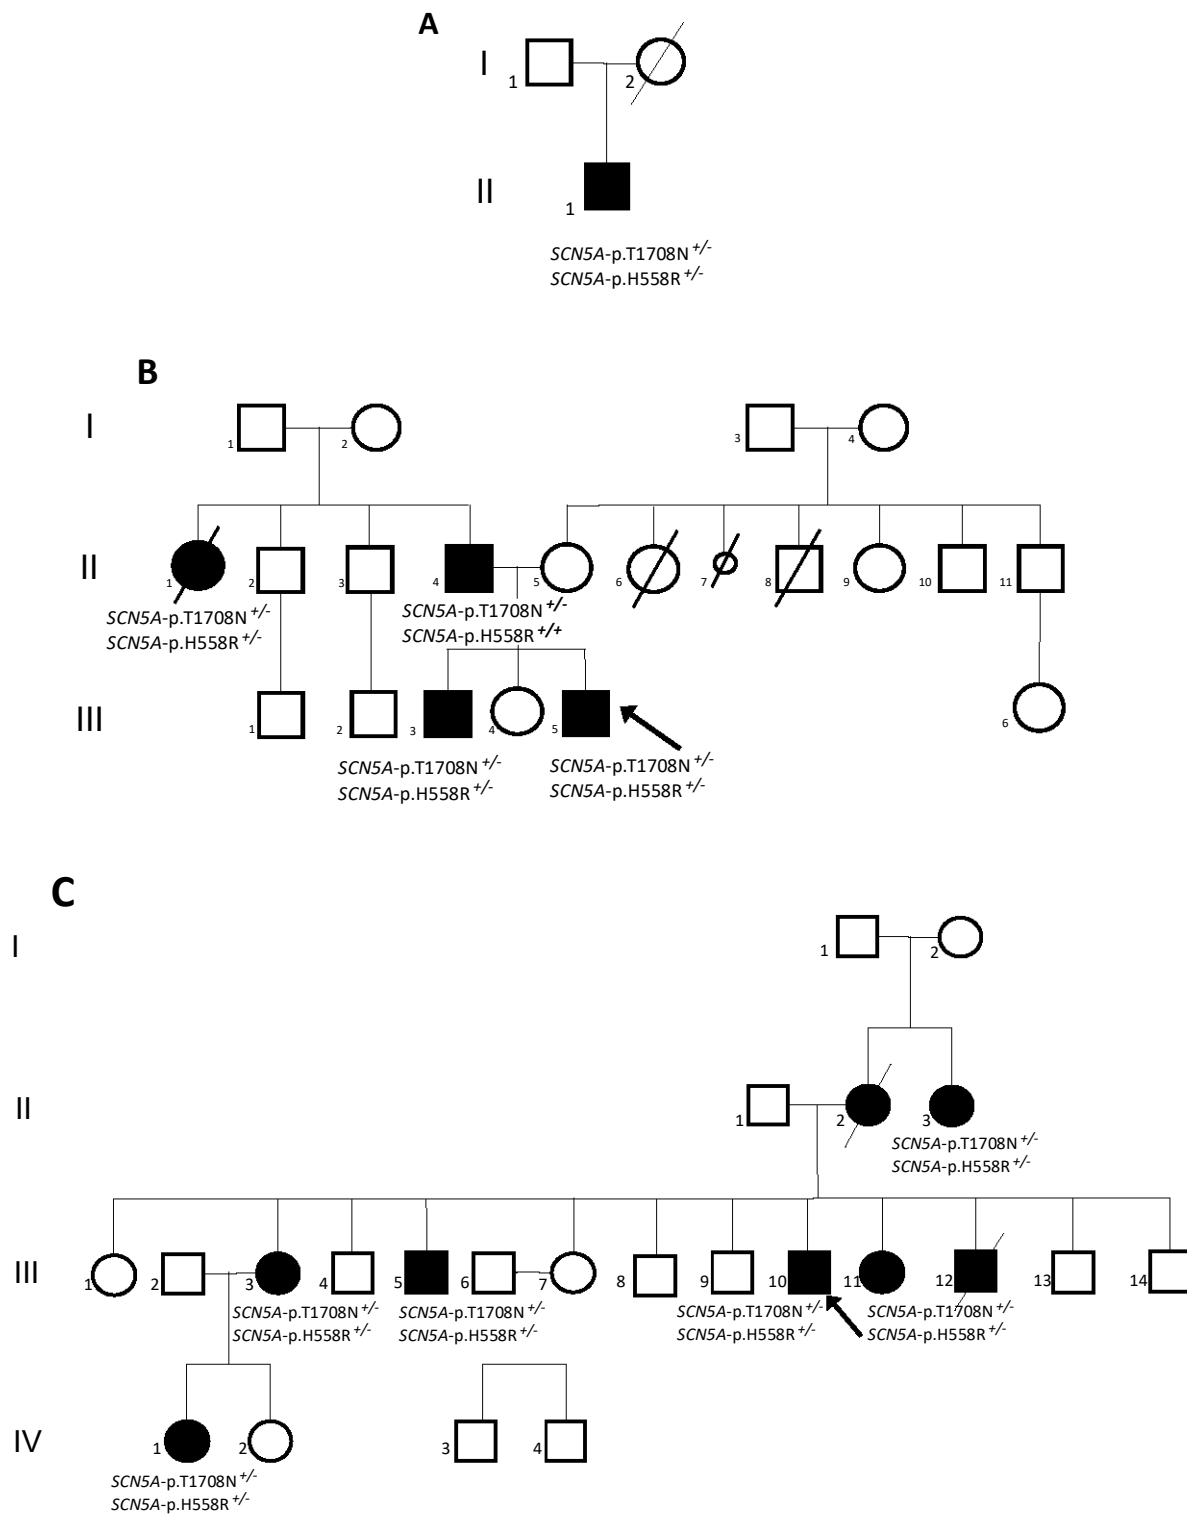 A
I
1 2
II
1
SCN5A-p.T1708N+/-
SCN5A-p.H558R+/-
B
I
1 2 3 4
II
1 2 3 4 5 6 7 8 9 10 11
SCN5A-p.T1708N+/- SCN5A-p.T1708N+/-
SCN5A-p.H558R+/- SCN5A-p.H558R+/+
III
1 2 3 4 5 6
SCN5A-p.T1708N+/- SCN5A-p.T1708N+/-
SCN5A-p.H558R+/- SCN5A-p.H558R+/-
C
I
1 2
II
1 2 3
SCN5A-p.T1708N+/-
SCN5A-p.H558R+/-
III
1 2 3 4 5 6 7 8 9 10 11 12 13 14
SCN5A-p.T1708N+/- SCN5A-p.T1708N+/- SCN5A-p.T1708N+/- SCN5A-p.T1708N+/-
SCN5A-p.H558R+/- SCN5A-p.H558R+/- SCN5A-p.H558R+/- SCN5A-p.H558R+/-
IV
1 2 3 4
SCN5A-p.T1708N+/-
SCN5A-p.H558R+/-